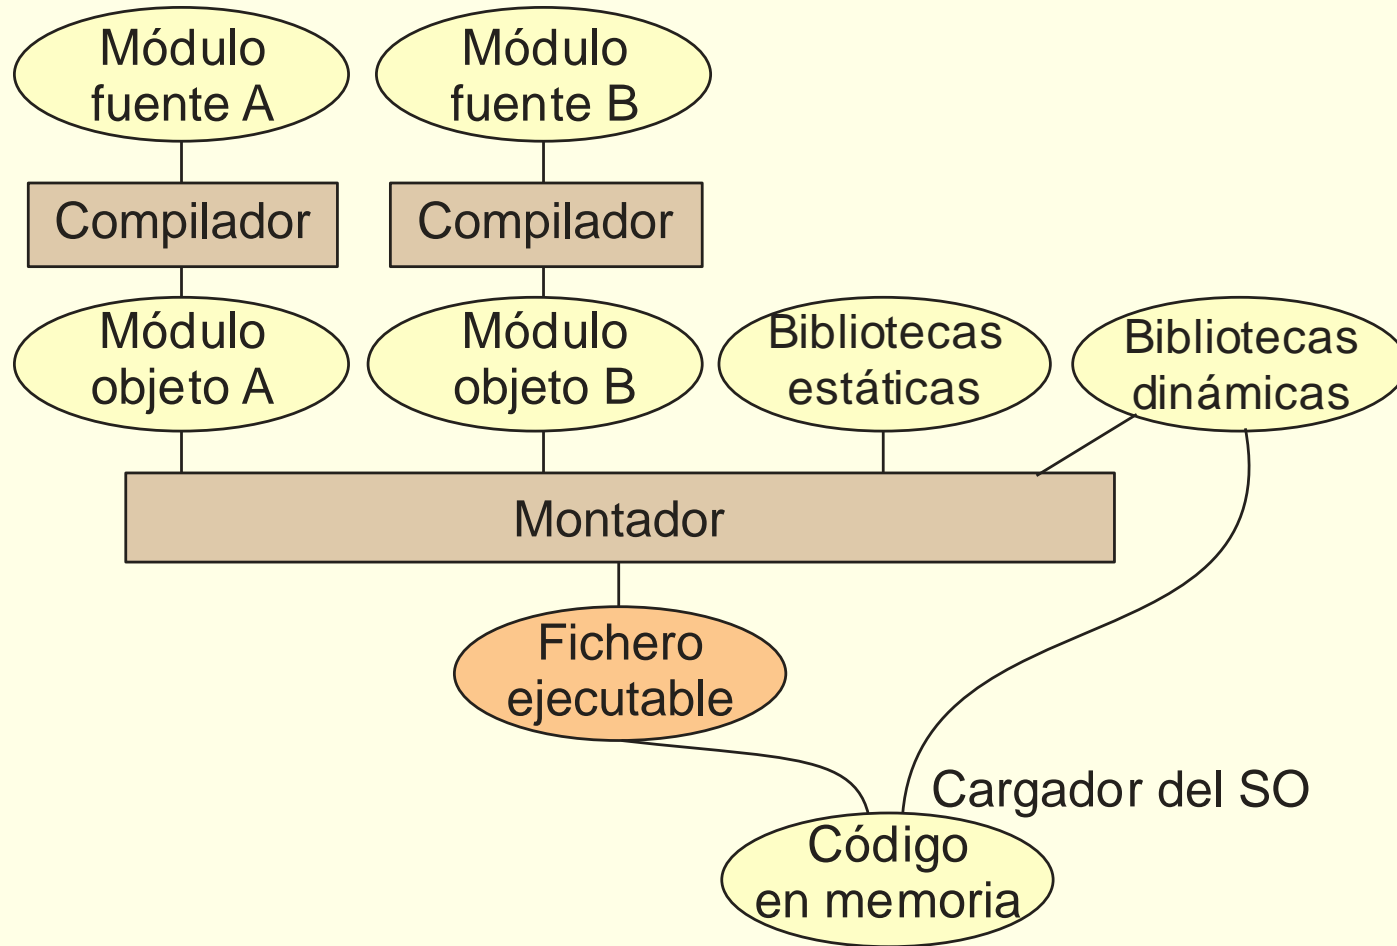 Módulo
fuente A
Módulo
fuente B
Compilador
Compilador
Módulo
objeto A
Módulo
objeto B
Bibliotecas
estáticas
Bibliotecas
dinámicas
Montador
Fichero
ejecutable
Cargador del SO
Código
en memoria